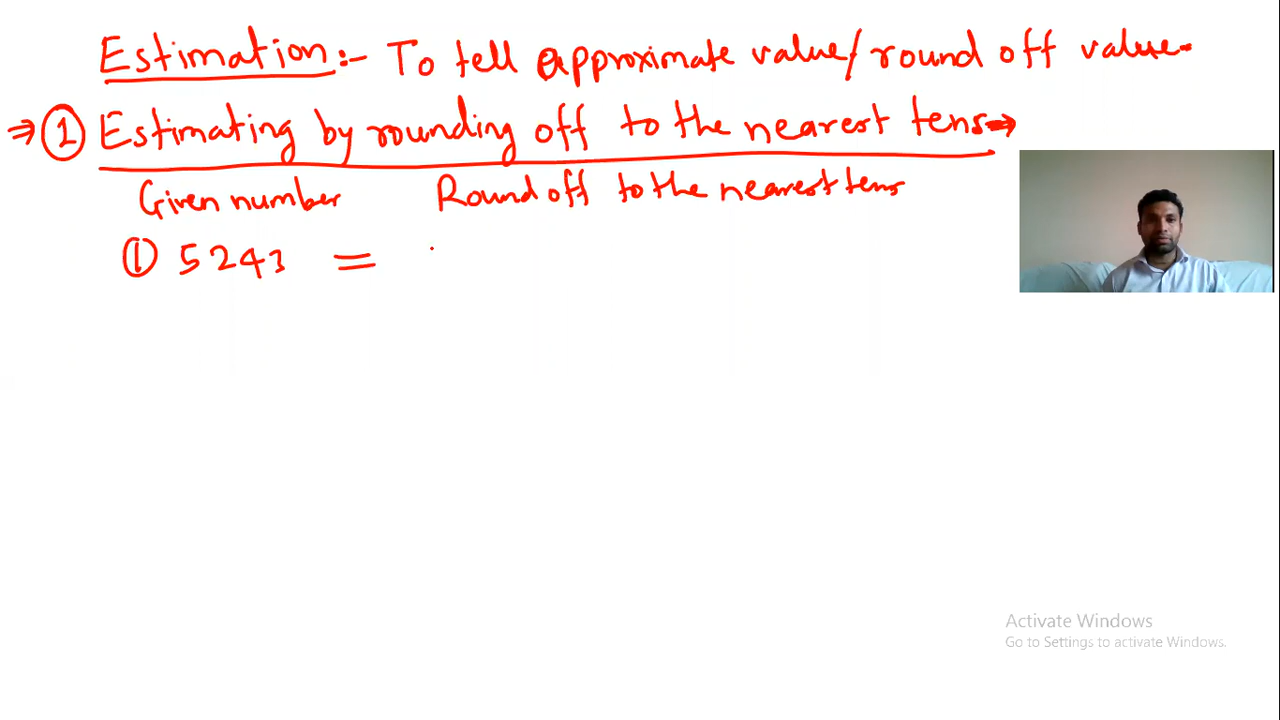 Estimation:- To tell approximate value/round off value.
⇒ ① Estimating by rounding off to the nearest tens→
Given number Round off to the nearest tens
① 5243 =
Activate Windows
Go to Settings to activate Windows.